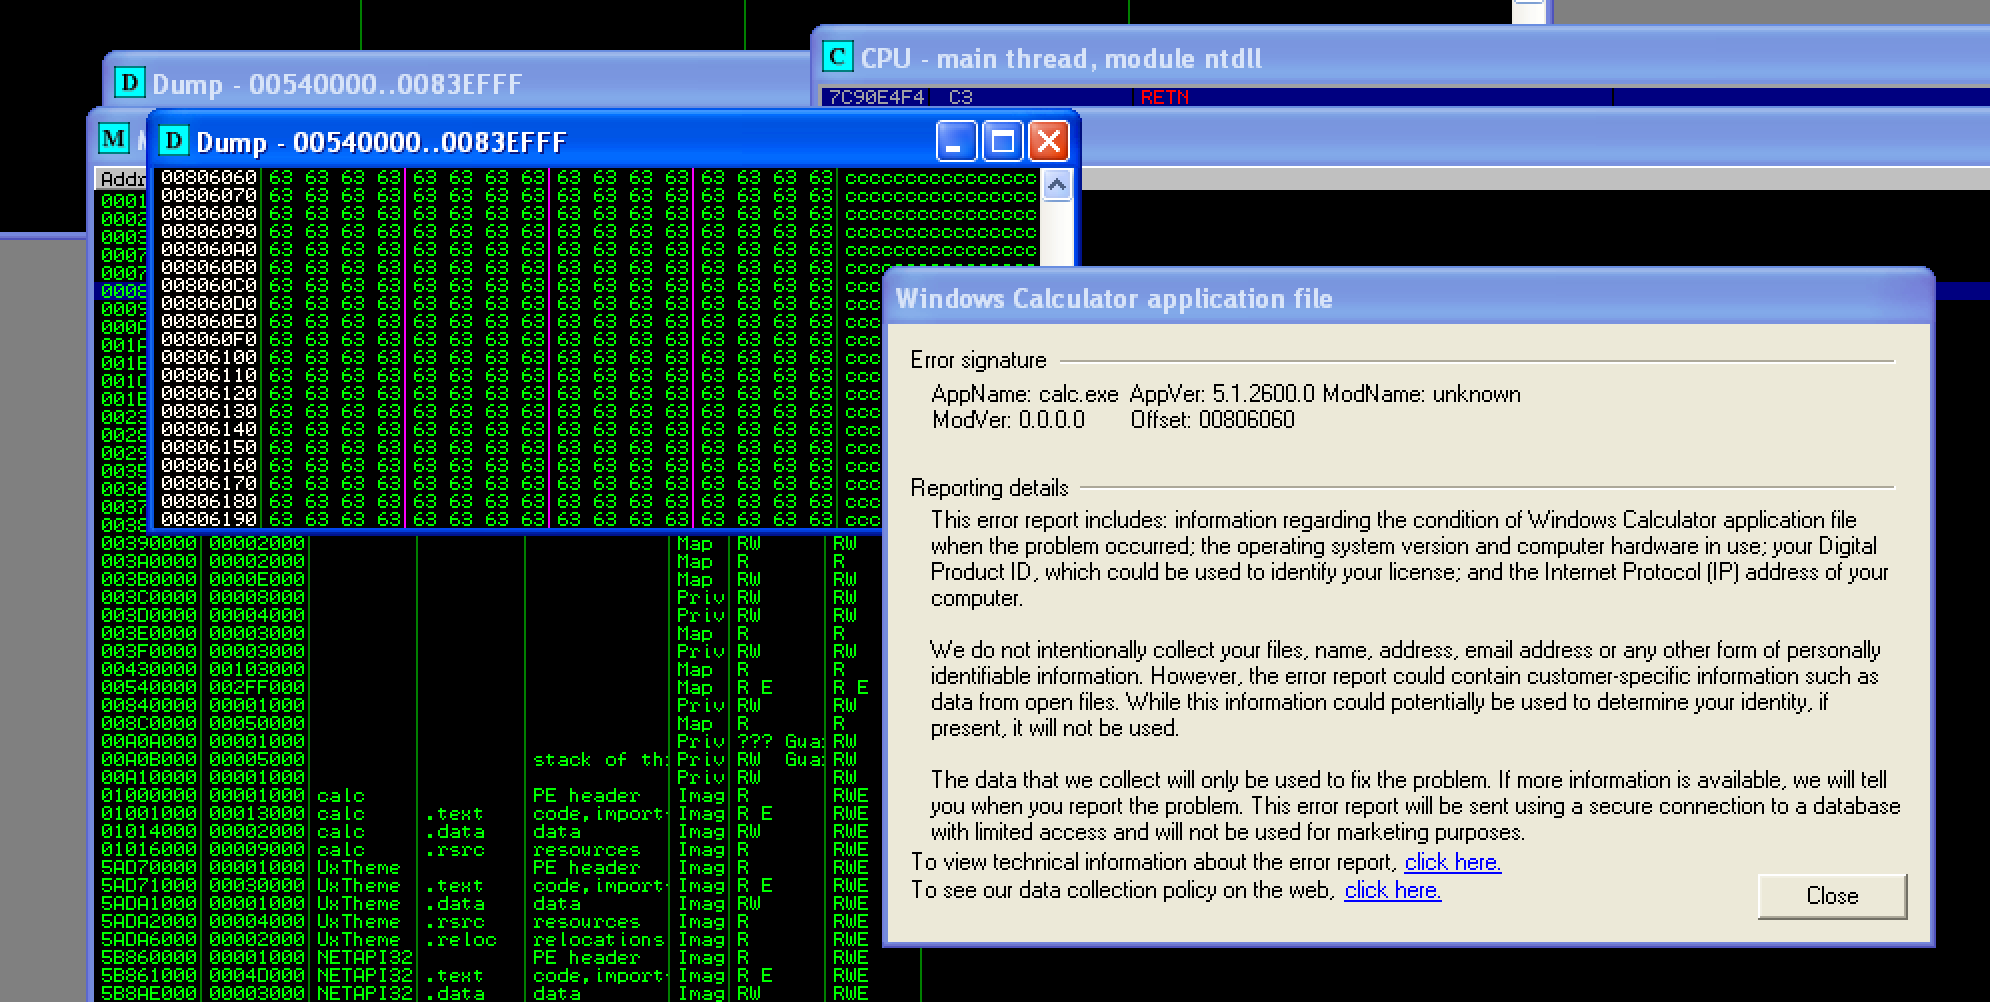 Dump - 00540000..0083EFFF
CPU - main thread, module ntdll
7C90E4F4 C3 RETN
Dump - 00540000..0083EFFF
00806060 63 63 63 63 63 63 63 63 63 63 63 63 63 63 63 63 cccccccccccccccc
00806070 63 63 63 63 63 63 63 63 63 63 63 63 63 63 63 63 cccccccccccccccc
00806080 63 63 63 63 63 63 63 63 63 63 63 63 63 63 63 63 cccccccccccccccc
00806090 63 63 63 63 63 63 63 63 63 63 63 63 63 63 63 63 cccccccccccccccc
008060A0 63 63 63 63 63 63 63 63 63 63 63 63 63 63 63 63 cccccccccccccccc
008060B0 63 63 63 63 63 63 63 63 63 63 63 63 63 63 63 63 cccccccccccccccc
008060C0 63 63 63 63 63 63 63 63 63 63 63 63 63 63 63 63 ccc
008060D0 63 63 63 63 63 63 63 63 63 63 63 63 63 63 63 63 ccc
008060E0 63 63 63 63 63 63 63 63 63 63 63 63 63 63 63 63 ccc
008060F0 63 63 63 63 63 63 63 63 63 63 63 63 63 63 63 63 ccc
00806100 63 63 63 63 63 63 63 63 63 63 63 63 63 63 63 63 ccc
00806110 63 63 63 63 63 63 63 63 63 63 63 63 63 63 63 63 ccc
00806120 63 63 63 63 63 63 63 63 63 63 63 63 63 63 63 63 ccc
00806130 63 63 63 63 63 63 63 63 63 63 63 63 63 63 63 63 ccc
00806140 63 63 63 63 63 63 63 63 63 63 63 63 63 63 63 63 ccc
00806150 63 63 63 63 63 63 63 63 63 63 63 63 63 63 63 63 ccc
00806160 63 63 63 63 63 63 63 63 63 63 63 63 63 63 63 63 ccc
00806170 63 63 63 63 63 63 63 63 63 63 63 63 63 63 63 63 ccc
00806180 63 63 63 63 63 63 63 63 63 63 63 63 63 63 63 63 ccc
00806190 63 63 63 63 63 63 63 63 63 63 63 63 63 63 63 63 ccc
00390000 00002000 Map RW RW
003A0000 00002000 Map R R
003B0000 0000E000 Map RW RW
003C0000 00008000 Priv RW RW
003D0000 00004000 Priv RW RW
003E0000 00003000 Map R R
003F0000 00003000 Priv RW RW
00430000 00103000 Map R R
00540000 002FF000 Map R E R E
00840000 00001000 Priv RW RW
008C0000 00050000 Map R R
00A0A000 00001000 Priv ??? Gua RW
00A0B000 00005000 stack of th Priv RW Gua RW
00A10000 00001000 Priv RW RW
01000000 00001000 calc PE header Imag R RWE
01001000 00013000 calc .text code,import Imag R E RWE
01014000 00002000 calc .data data Imag RW RWE
01016000 00009000 calc .rsrc resources Imag R RWE
5AD70000 00001000 UxTheme PE header Imag R RWE
5AD71000 00030000 UxTheme .text code,import Imag R E RWE
5ADA1000 00001000 UxTheme .data data Imag RW RWE
5ADA2000 00004000 UxTheme .rsrc resources Imag R RWE
5ADA6000 00002000 UxTheme .reloc relocations Imag R RWE
5B860000 00001000 NETAPI32 PE header Imag R RWE
5B861000 0004D000 NETAPI32 .text code,import Imag R E RWE
5B8AE000 00003000 NETAPI32 .data data Imag RW RWE
Windows Calculator application file
Error signature
AppName: calc.exe AppVer: 5.1.2600.0 ModName: unknown
ModVer: 0.0.0.0 Offset: 00806060
Reporting details
This error report includes: information regarding the condition of Windows Calculator application file
when the problem occurred; the operating system version and computer hardware in use; your Digital
Product ID, which could be used to identify your license; and the Internet Protocol (IP) address of your
computer.
We do not intentionally collect your files, name, address, email address or any other form of personally
identifiable information. However, the error report could contain customer-specific information such as
data from open files. While this information could potentially be used to determine your identity, if
present, it will not be used.
The data that we collect will only be used to fix the problem. If more information is available, we will tell
you when you report the problem. This error report will be sent using a secure connection to a database
with limited access and will not be used for marketing purposes.
To view technical information about the error report, click here.
To see our data collection policy on the web, click here.
Close